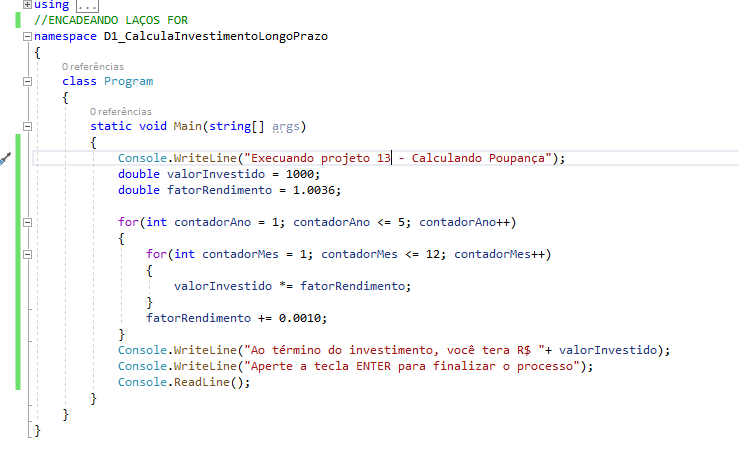 using ...
//ENCADEANDO LAÇOS FOR
namespace D1_CalculaInvestimentoLongoPrazo
{
0 referências
class Program
{
0 referências
static void Main(string[] args)
{
Console.WriteLine("Execuando projeto 13 - Calculando Poupança");
double valorInvestido = 1000;
double fatorRendimento = 1.0036;
for(int contadorAno = 1; contadorAno <= 5; contadorAno++)
{
for(int contadorMes = 1; contadorMes <= 12; contadorMes++)
{
valorInvestido *= fatorRendimento;
}
fatorRendimento += 0.0010;
}
Console.WriteLine("Ao término do investimento, você tera R$ "+ valorInvestido);
Console.WriteLine("Aperte a tecla ENTER para finalizar o processo");
Console.ReadLine();
}
}
}